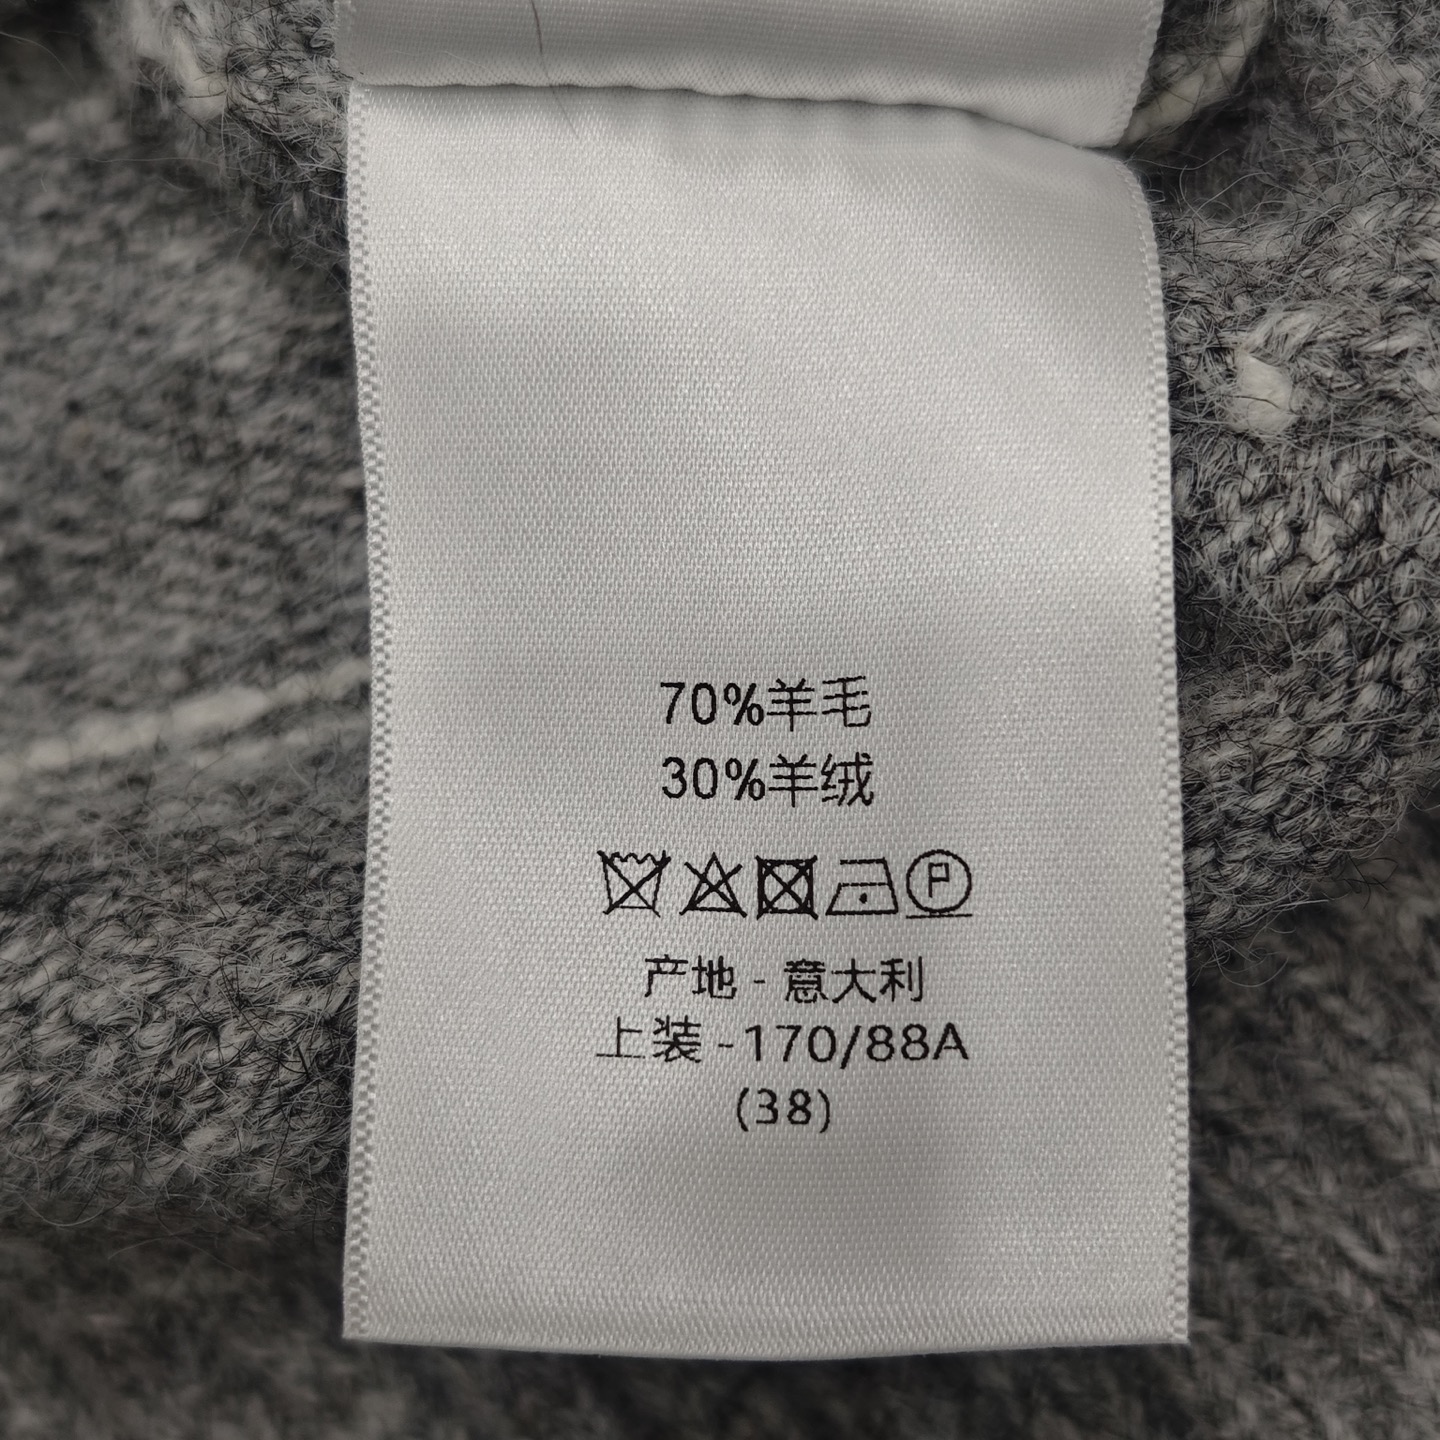 70%羊毛
30%羊绒
P
产地 - 意大利
上装 -170/88A
(38)